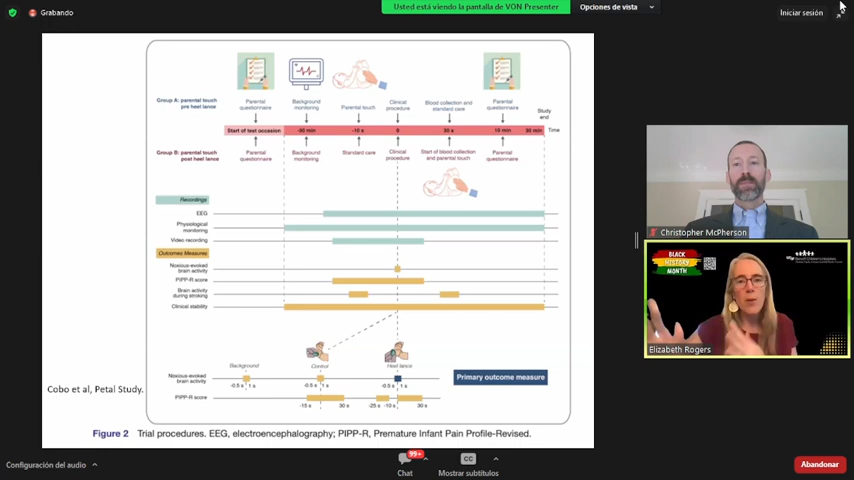 Grabando
Usted está viendo la pantalla de VON Presenter
Opciones de vista
Iniciar sesión
Group A: parental touch
pre heel lance
Parental
questionnaire
Background
monitoring
Parental touch
Clinical
procedure
Blood collection and
standard care
Parental
questionnaire
Study
end
Start of test occasion
-10 s
0
30 s
10 min
30 min
Time
Group B: parental touch
post heel lance
Parental
questionnaire
Background
monitoring
Standard care
Clinical
procedure
Start of blood collection
and parental touch
Parental
questionnaire
Recordings
EEG
Physiological
monitoring
Video recording
Outcomes Measures
Noxious-evoked
brain activity
PIPP-R score
Brain activity
during stroking
Clinical stability
Background
Control
Heel lance
Noxious-evoked
brain activity
-0.5 s 1 s
-0.5 s 1 s
-0.5 s 1 s
Primary outcome measure
PIPP-R score
-15 s 30 s
-25 s -10 s 30 s
Cobo et al, Petal Study.
Figure 2 Trial procedures. EEG, electroencephalography; PIPP-R, Premature Infant Pain Profile-Revised.
Christopher McPherson
BLACK
HISTORY
MONTH
Elizabeth Rogers
Configuración del audio
99+
Chat
CC
Mostrar subtítulos
Abandonar